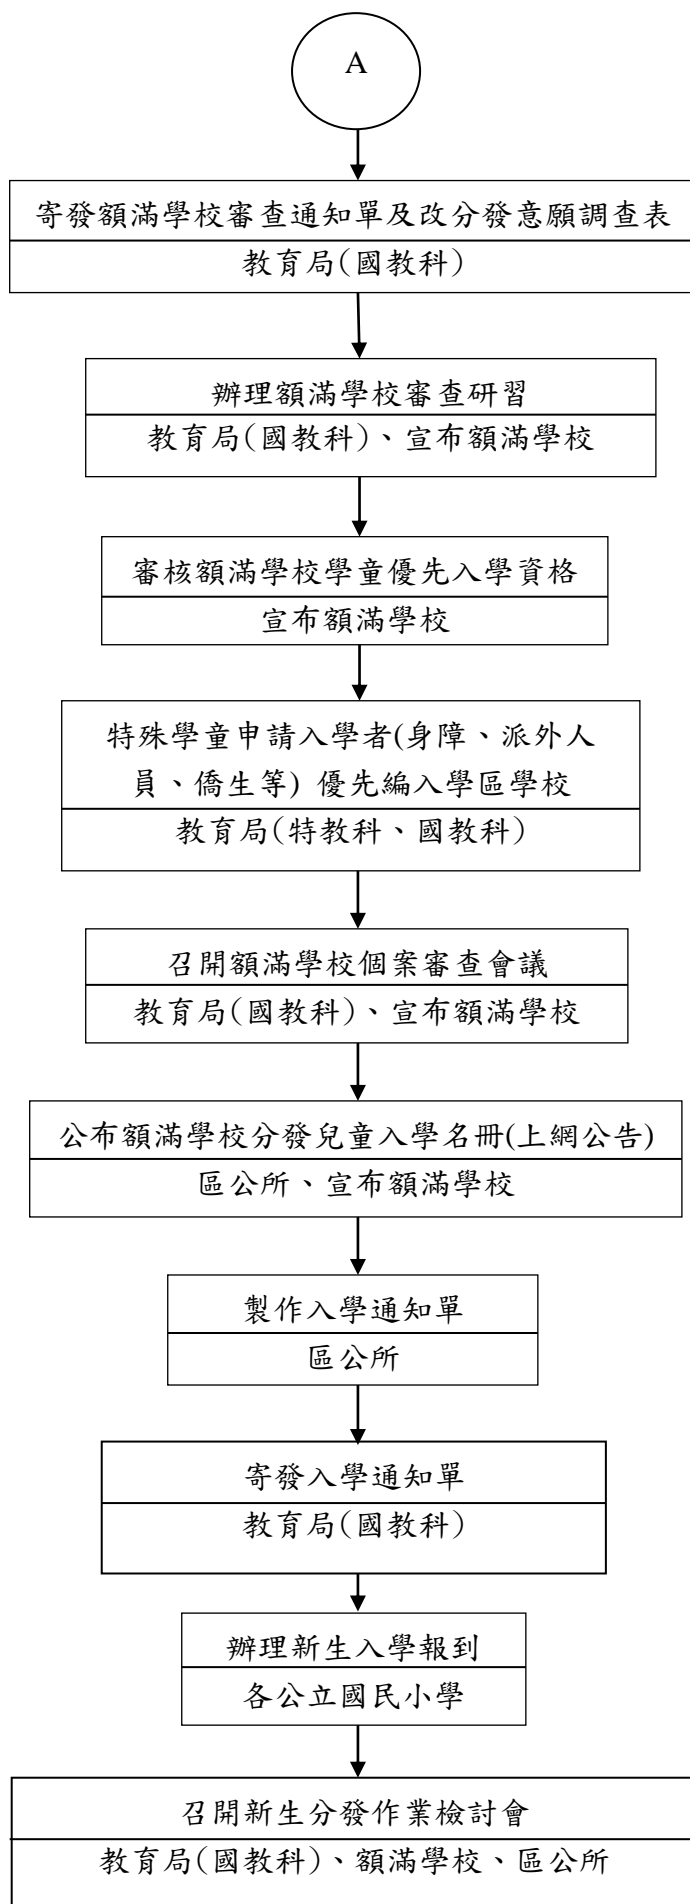 A
寄發額滿學校審查通知單及改分發意願調查表
教育局(國教科)
辦理額滿學校審查研習
教育局(國教科)、宣布額滿學校
審核額滿學校學童優先入學資格
宣布額滿學校
特殊學童申請入學者(身障、派外人
員、僑生等) 優先編入學區學校
教育局(特教科、國教科)
召開額滿學校個案審查會議
教育局(國教科)、宣布額滿學校
公布額滿學校分發兒童入學名冊(上網公告)
區公所、宣布額滿學校
製作入學通知單
區公所
寄發入學通知單
教育局(國教科)
辦理新生入學報到
各公立國民小學
召開新生分發作業檢討會
教育局(國教科)、額滿學校、區公所